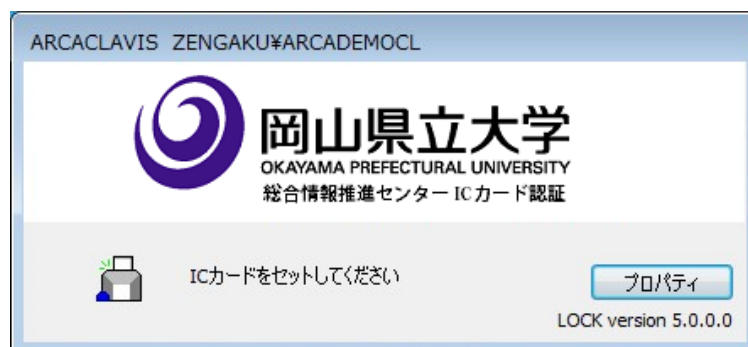 ARCACLAVIS ZENGAKU¥ARCADEMOCL
岡山県立大学
OKAYAMA PREFECTURAL UNIVERSITY
総合情報推進センター ICカード認証
ICカードをセットしてください
プロパティ
LOCK version 5.0.0.0